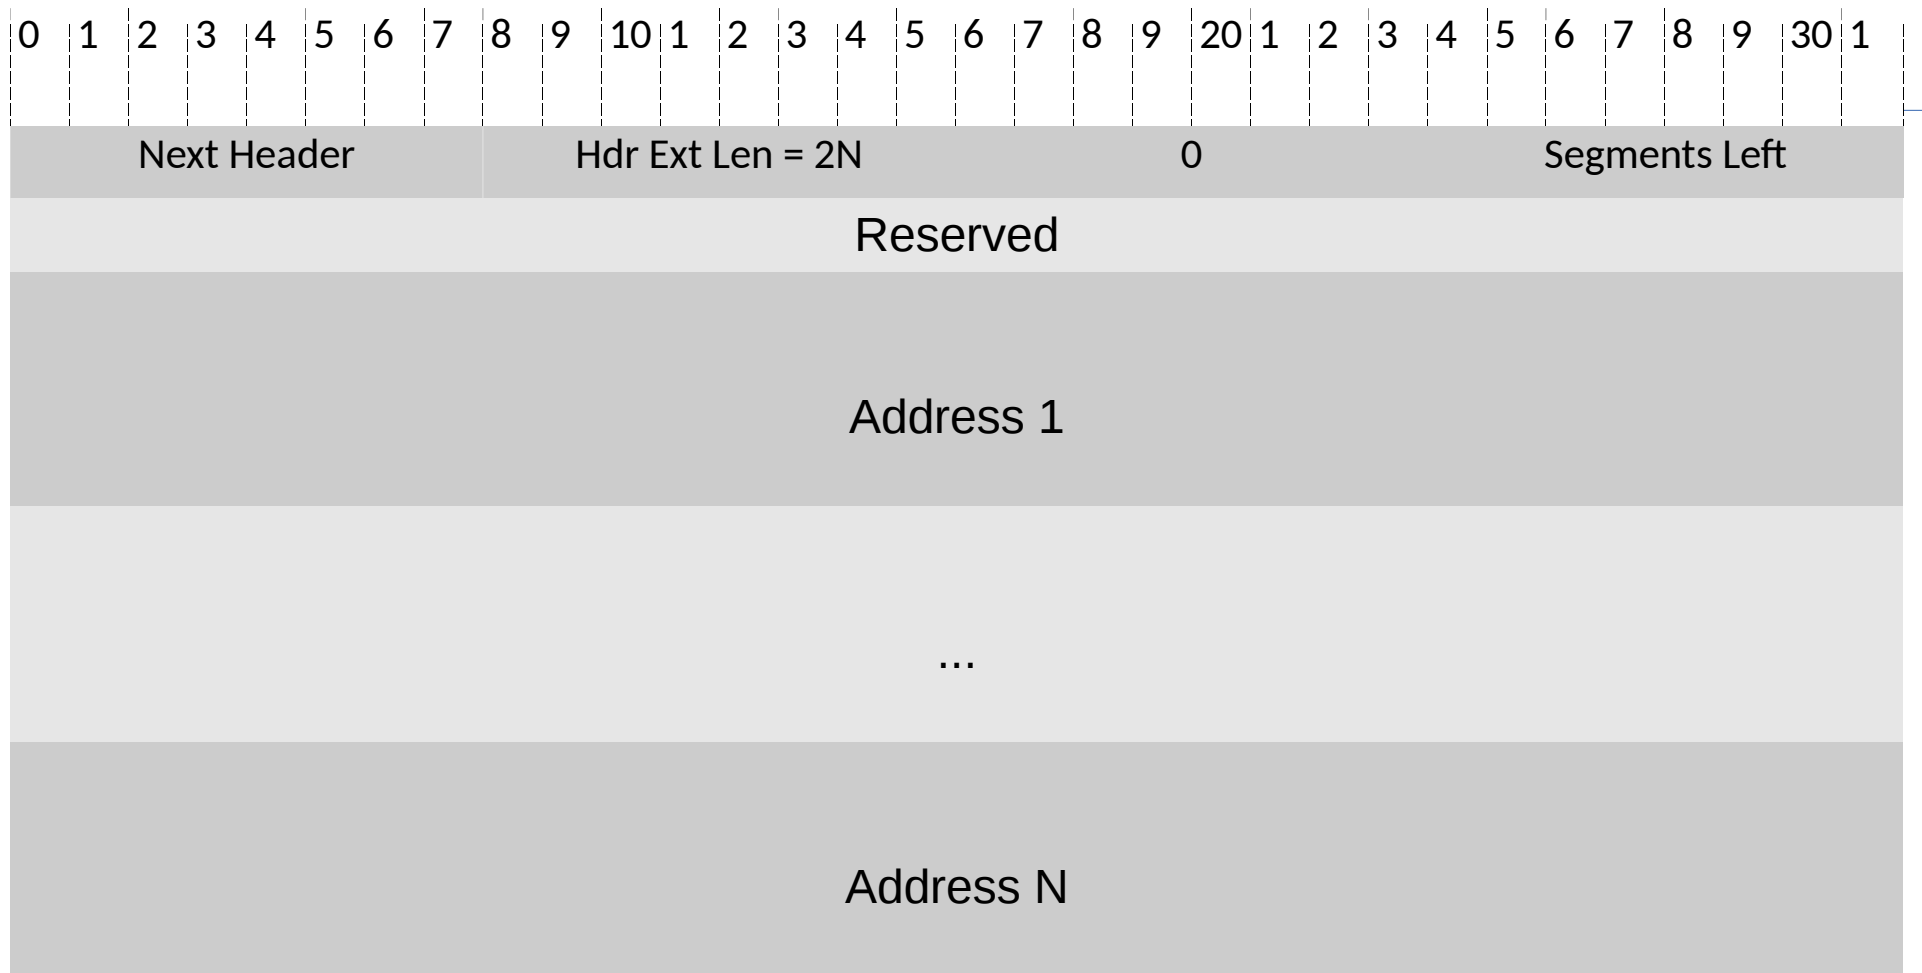 0 1 2 3 4 5 6 7 8 9 10 1 2 3 4 5 6 7 8 9 20 1 2 3 4 5 6 7 8 9 30 1
Next Header Hdr Ext Len = 2N 0 Segments Left
Reserved
Address 1
...
Address N